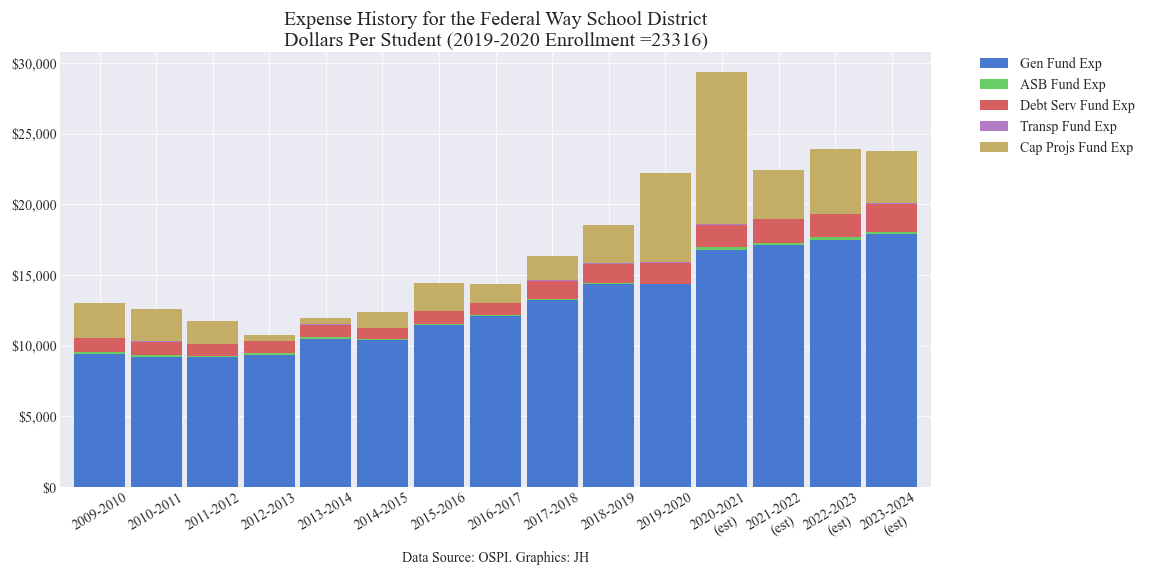 Expense History for the Federal Way School District
Dollars Per Student (2019-2020 Enrollment =23316)
$30,000
$25,000
$20,000
$15,000
$10,000
$5,000
$0
2009-2010
2010-2011
2011-2012
2012-2013
2013-2014
2014-2015
2015-2016
2016-2017
2017-2018
2018-2019
2019-2020
2020-2021
(est)
2021-2022
(est)
2022-2023
(est)
2023-2024
(est)
Gen Fund Exp
ASB Fund Exp
Debt Serv Fund Exp
Transp Fund Exp
Cap Projs Fund Exp
Data Source: OSPI. Graphics: JH